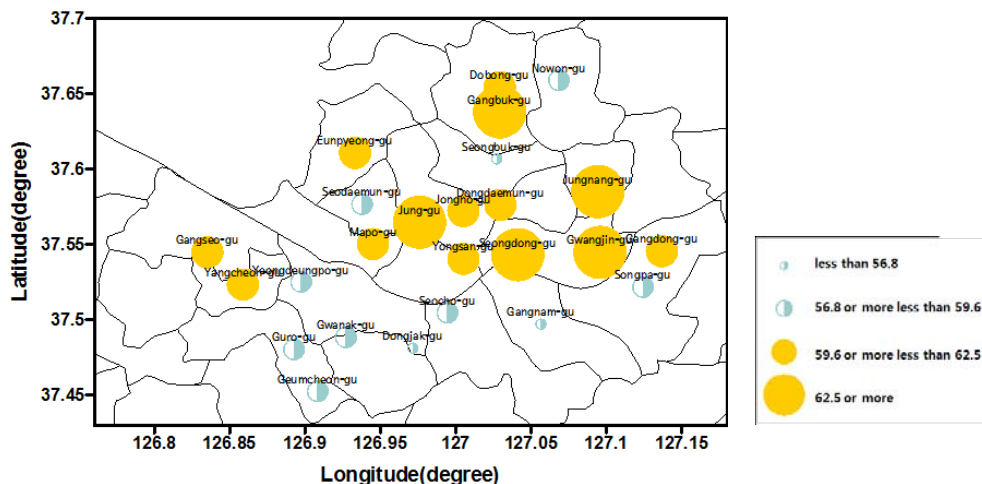 37.7
37.65
37.6
37.55
37.5
37.45
Latitude(degree)
Dobong-gu
Nowon-gu
Gangbuk-gu
Eunpyeong-gu
Seongbuk-gu
Jungnang-gu
Seodaemun-gu
Jongno-gu
Dongdaemun-gu
Jung-gu
Mapo-gu
Gangseo-gu
Yongsan-gu
Seongdong-gu
Gwangjin-gu
Gangdong-gu
Yangcheon-gu
Yeongdeungpo-gu
Songpa-gu
Seocho-gu
Gangnam-gu
Gwanak-gu
Guro-gu
Dongjak-gu
Geumcheon-gu
126.8 126.85 126.9 126.95 127 127.05 127.1 127.15
Longitude(degree)
less than 56.8
56.8 or more less than 59.6
59.6 or more less than 62.5
62.5 or more